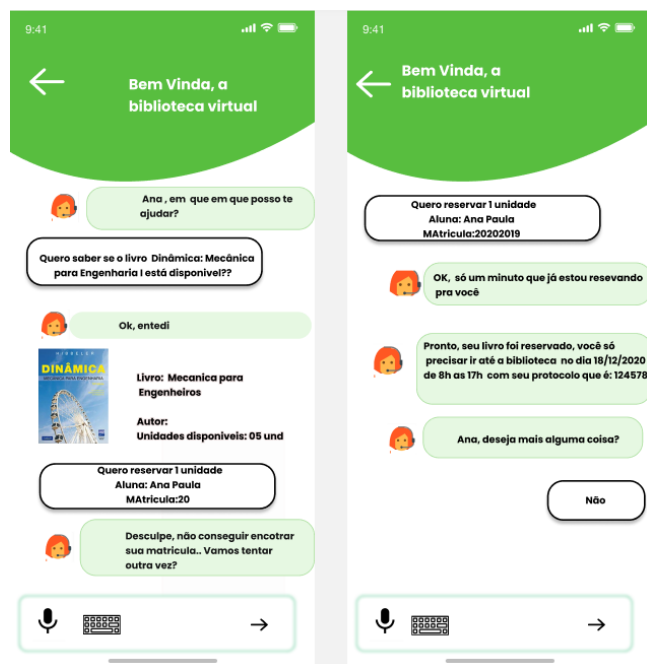 9:41
Bem Vinda, a
biblioteca virtual
Ana , em que em que posso te
ajudar?
Quero saber se o livro Dinâmica: Mecânica
para Engenharia I está disponivel??
Ok, entedi
HIBBELER
DINÂMICA
Livro: Mecanica para
Engenheiros
Autor:
Unidades disponiveis: 05 und
Quero reservar 1 unidade
Aluna: Ana Paula
MAtricula:20
Desculpe, não conseguir encotrar
sua matricula.. Vamos tentar
outra vez?
9:41
Bem Vinda, a
biblioteca virtual
Quero reservar 1 unidade
Aluna: Ana Paula
MAtricula:20202019
OK, só um minuto que já estou resevando
pra você
Pronto, seu livro foi reservado, você só
precisar ir até a biblioteca no dia 18/12/2020
de 8h as 17h com seu protocolo que é: 124578
Ana, deseja mais alguma coisa?
Não